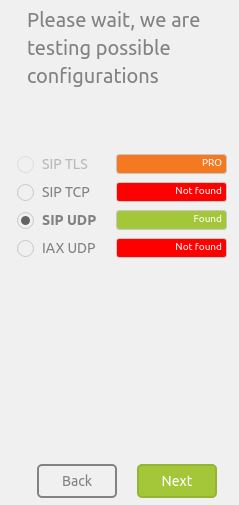 Please wait, we are
testing possible
configurations
SIP TLS PRO
SIP TCP Not found
SIP UDP Found
IAX UDP Not found
Back Next